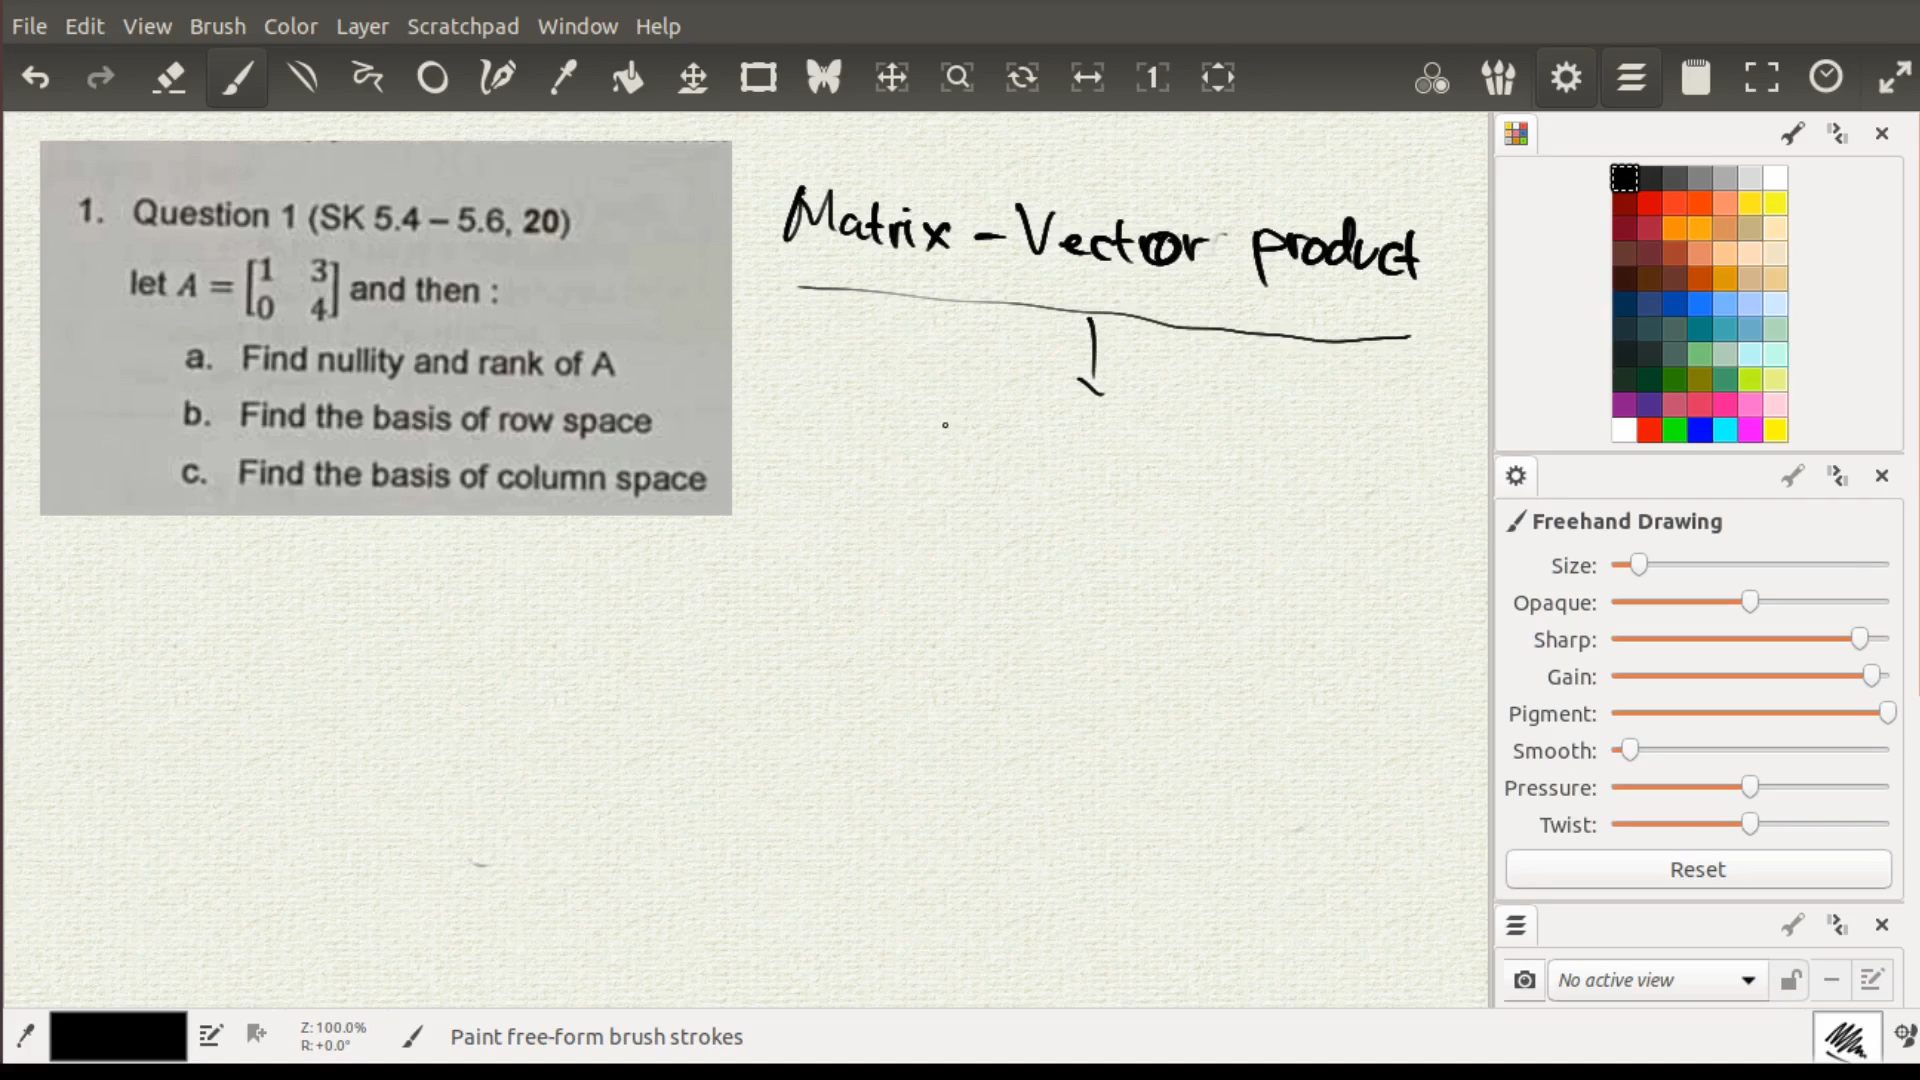 File Edit View Brush Color Layer Scratchpad Window Help
1. Question 1 (SK 5.4 – 5.6, 20)
let A = [1 3
0 4] and then :
a. Find nullity and rank of A
b. Find the basis of row space
c. Find the basis of column space
Matrix - Vector product
Freehand Drawing
Size:
Opaque:
Sharp:
Gain:
Pigment:
Smooth:
Pressure:
Twist:
Reset
No active view
Z: 100.0%
R: +0.0°
Paint free-form brush strokes